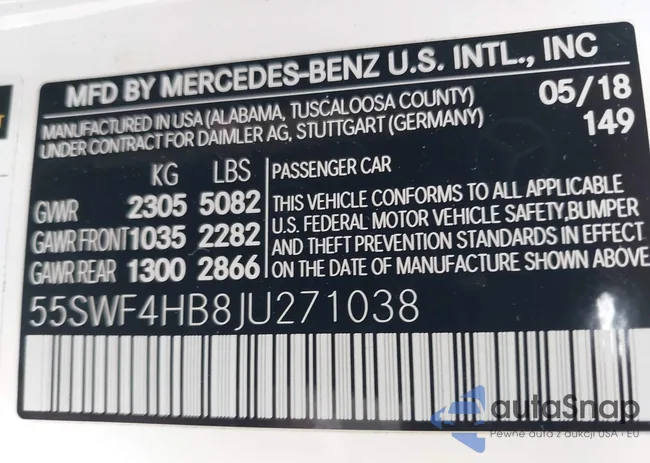 MFD BY MERCEDES-BENZ U.S. INTL., INC
MANUFACTURED IN USA (ALABAMA, TUSCALOOSA COUNTY)
UNDER CONTRACT FOR DAIMLER AG, STUTTGART (GERMANY)
05/18
149
KG LBS
GVWR 2305 5082
GAWR FRONT 1035 2282
GAWR REAR 1300 2866
PASSENGER CAR
THIS VEHICLE CONFORMS TO ALL APPLICABLE
U.S. FEDERAL MOTOR VEHICLE SAFETY, BUMPER
AND THEFT PREVENTION STANDARDS IN EFFECT
ON THE DATE OF MANUFACTURE SHOWN ABOVE.
55SWF4HB8JU271038
autoSnap
Pewne auta z aukcji USA i EU